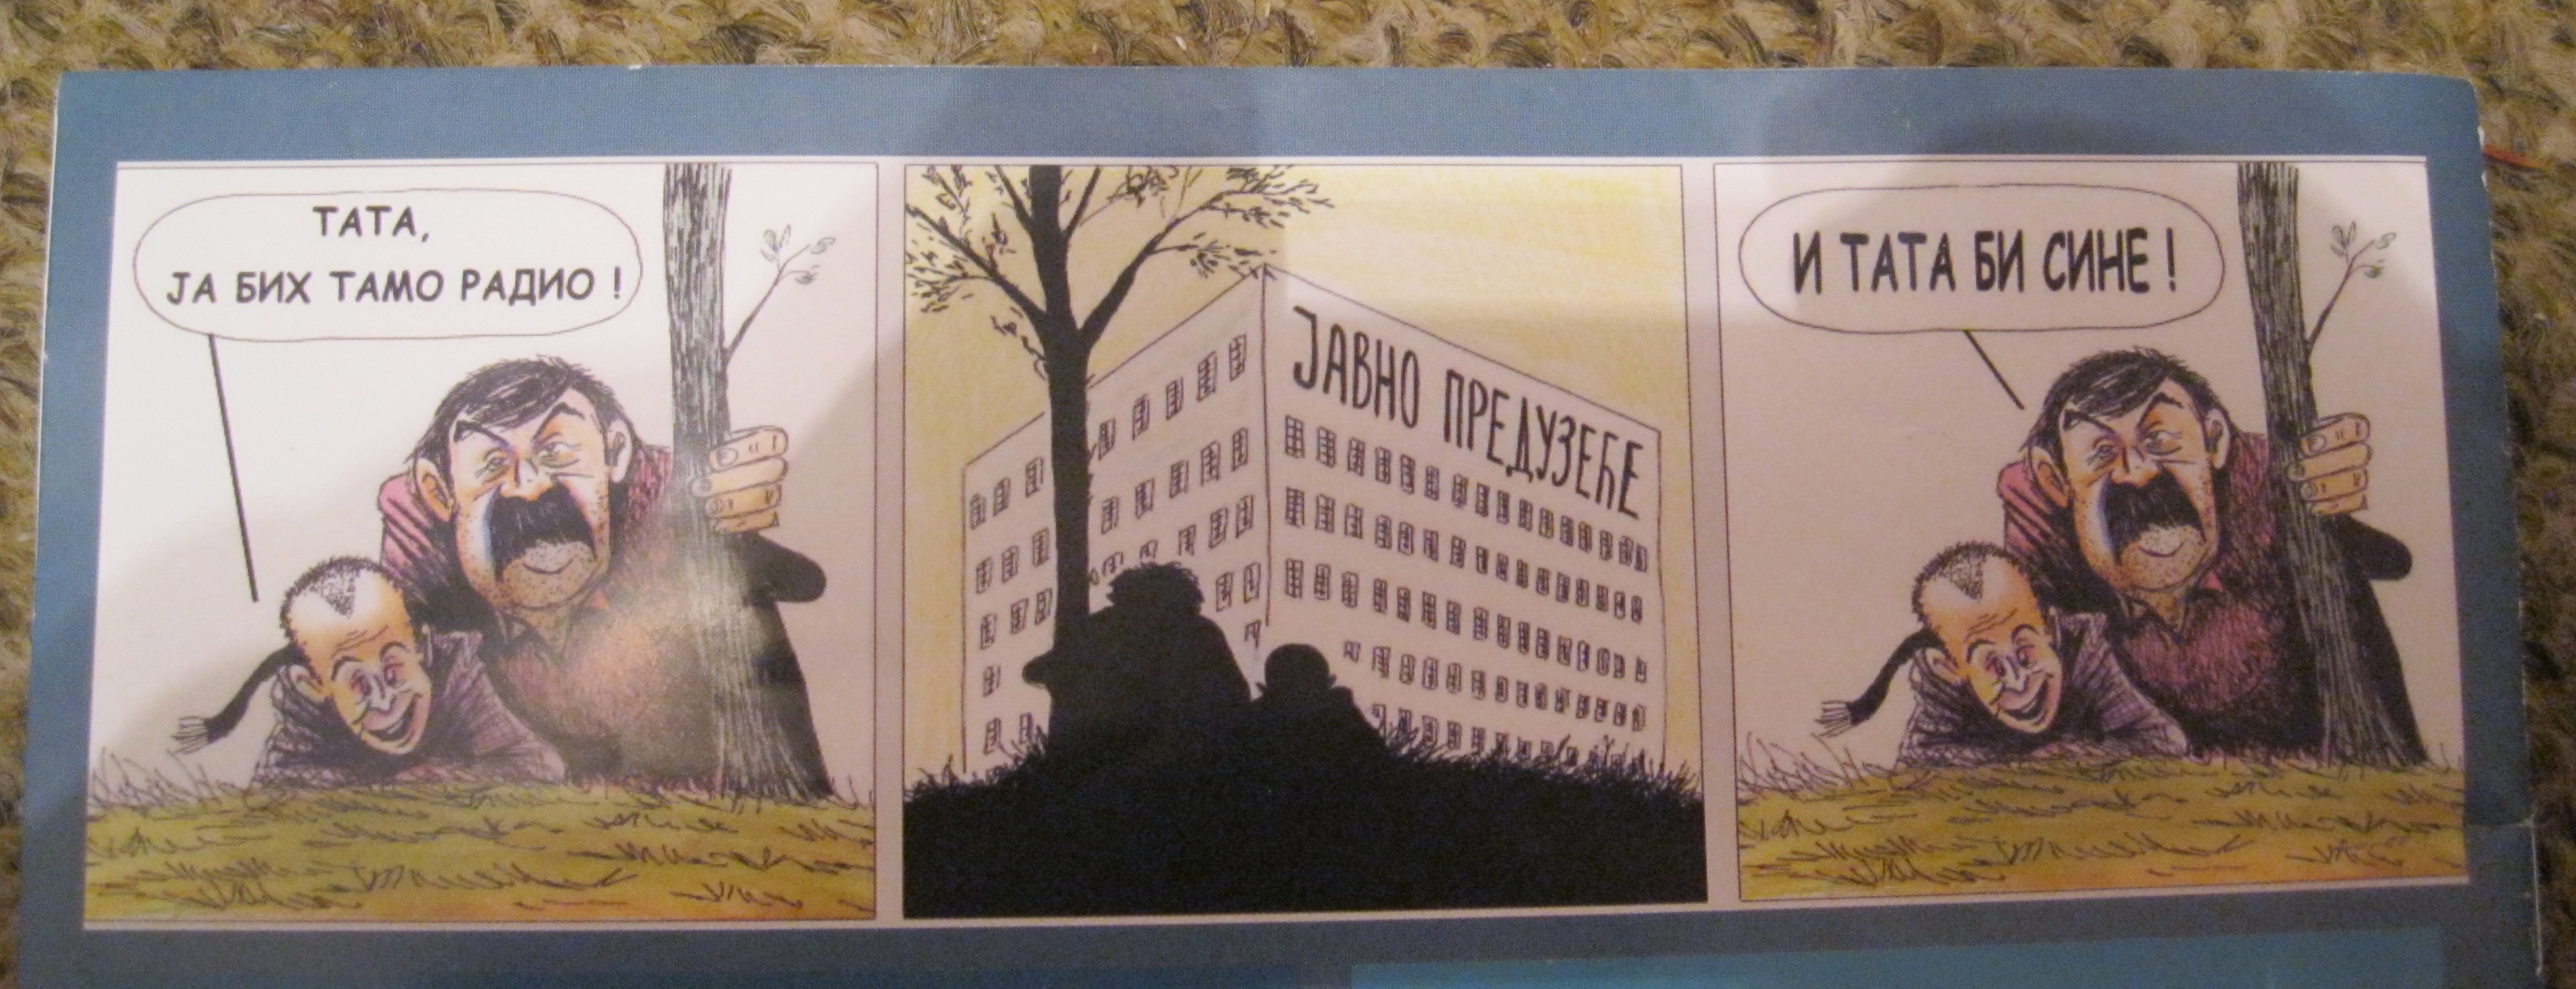 ТАТА,
ЈА БИХ ТАМО РАДИО !
ЈАВНО ПРЕДУЗЕЋЕ
И ТАТА БИ СИНЕ !